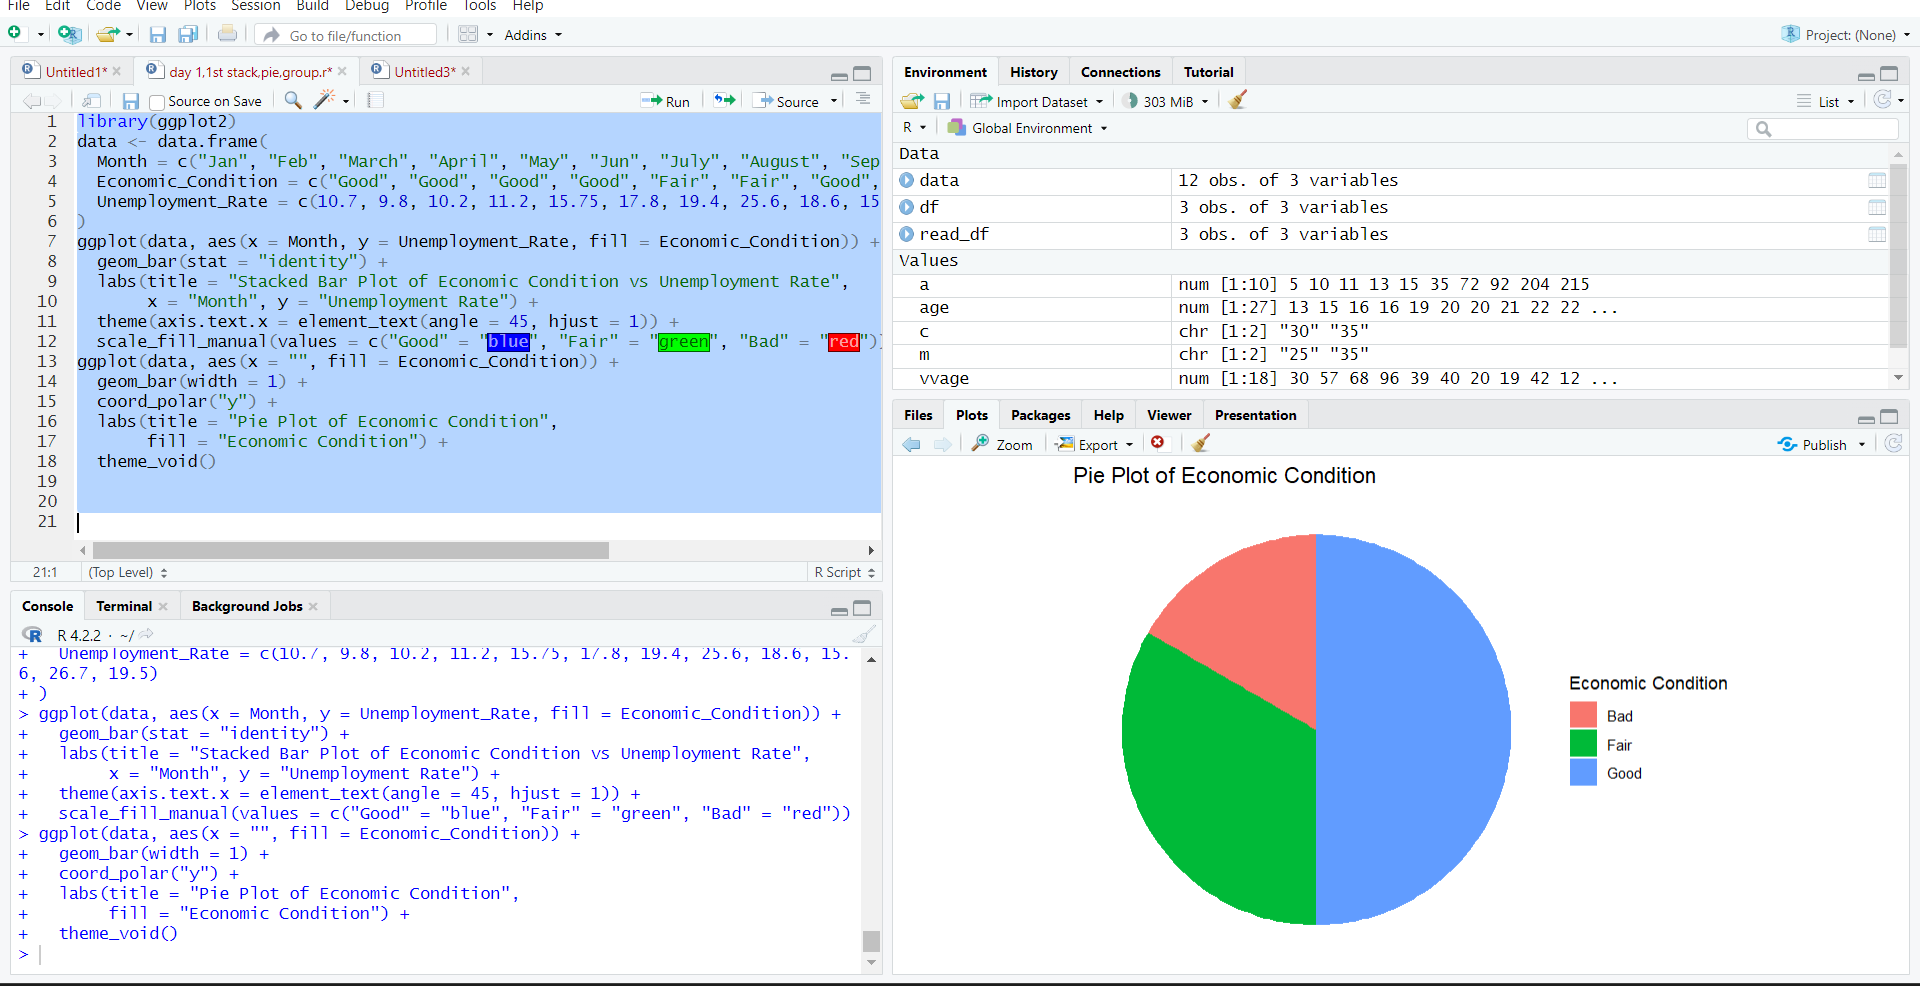 File Edit Code View Plots Session Build Debug Profile Tools Help
Go to file/function Addins Project: (None)
Untitled1* day 1,1st stack,pie,group.r* Untitled3*
Source on Save Run Source
1 library(ggplot2)
2 data <- data.frame(
3   Month = c("Jan", "Feb", "March", "April", "May", "Jun", "July", "August", "Sep
4   Economic_Condition = c("Good", "Good", "Good", "Good", "Fair", "Fair", "Good",
5   Unemployment_Rate = c(10.7, 9.8, 10.2, 11.2, 15.75, 17.8, 19.4, 25.6, 18.6, 15
6 )
7 ggplot(data, aes(x = Month, y = Unemployment_Rate, fill = Economic_Condition)) +
8   geom_bar(stat = "identity") +
9   labs(title = "Stacked Bar Plot of Economic Condition vs Unemployment Rate",
10        x = "Month", y = "Unemployment Rate") +
11   theme(axis.text.x = element_text(angle = 45, hjust = 1)) +
12   scale_fill_manual(values = c("Good" = "blue", "Fair" = "green", "Bad" = "red")
13 ggplot(data, aes(x = "", fill = Economic_Condition)) +
14   geom_bar(width = 1) +
15   coord_polar("y") +
16   labs(title = "Pie Plot of Economic Condition",
17        fill = "Economic Condition") +
18   theme_void()
19
20
21
21:1 (Top Level) R Script
Console Terminal Background Jobs
R 4.2.2 · ~/
+   Unemployment_Rate = c(10.7, 9.8, 10.2, 11.2, 15.75, 17.8, 19.4, 25.6, 18.6, 15.
6, 26.7, 19.5)
+ )
> ggplot(data, aes(x = Month, y = Unemployment_Rate, fill = Economic_Condition)) +
+   geom_bar(stat = "identity") +
+   labs(title = "Stacked Bar Plot of Economic Condition vs Unemployment Rate",
+        x = "Month", y = "Unemployment Rate") +
+   theme(axis.text.x = element_text(angle = 45, hjust = 1)) +
+   scale_fill_manual(values = c("Good" = "blue", "Fair" = "green", "Bad" = "red"))
> ggplot(data, aes(x = "", fill = Economic_Condition)) +
+   geom_bar(width = 1) +
+   coord_polar("y") +
+   labs(title = "Pie Plot of Economic Condition",
+        fill = "Economic Condition") +
+   theme_void()
>
Environment History Connections Tutorial
Import Dataset 303 MiB List
R Global Environment
Data
data 12 obs. of 3 variables
df 3 obs. of 3 variables
read_df 3 obs. of 3 variables
Values
a num [1:10] 5 10 11 13 15 35 72 92 204 215
age num [1:27] 13 15 16 16 19 20 20 21 22 22 ...
c chr [1:2] "30" "35"
m chr [1:2] "25" "35"
vvage num [1:18] 30 57 68 96 39 40 20 19 42 12 ...
Files Plots Packages Help Viewer Presentation
Zoom Export Publish
Pie Plot of Economic Condition
Economic Condition
Bad
Fair
Good